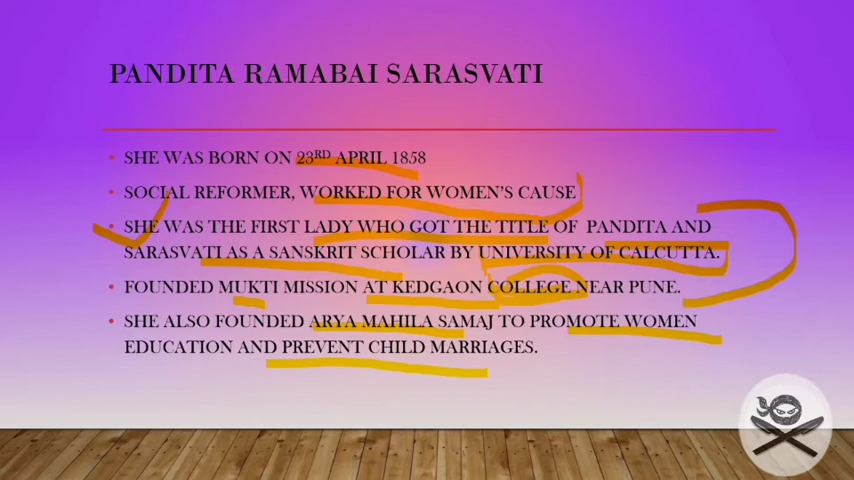 PANDITA RAMABAI SARASVATI
• SHE WAS BORN ON 23RD APRIL 1858
• SOCIAL REFORMER, WORKED FOR WOMEN'S CAUSE
• SHE WAS THE FIRST LADY WHO GOT THE TITLE OF PANDITA AND
SARASVATI AS A SANSKRIT SCHOLAR BY UNIVERSITY OF CALCUTTA.
• FOUNDED MUKTI MISSION AT KEDGAON COLLEGE NEAR PUNE.
• SHE ALSO FOUNDED ARYA MAHILA SAMAJ TO PROMOTE WOMEN
EDUCATION AND PREVENT CHILD MARRIAGES.